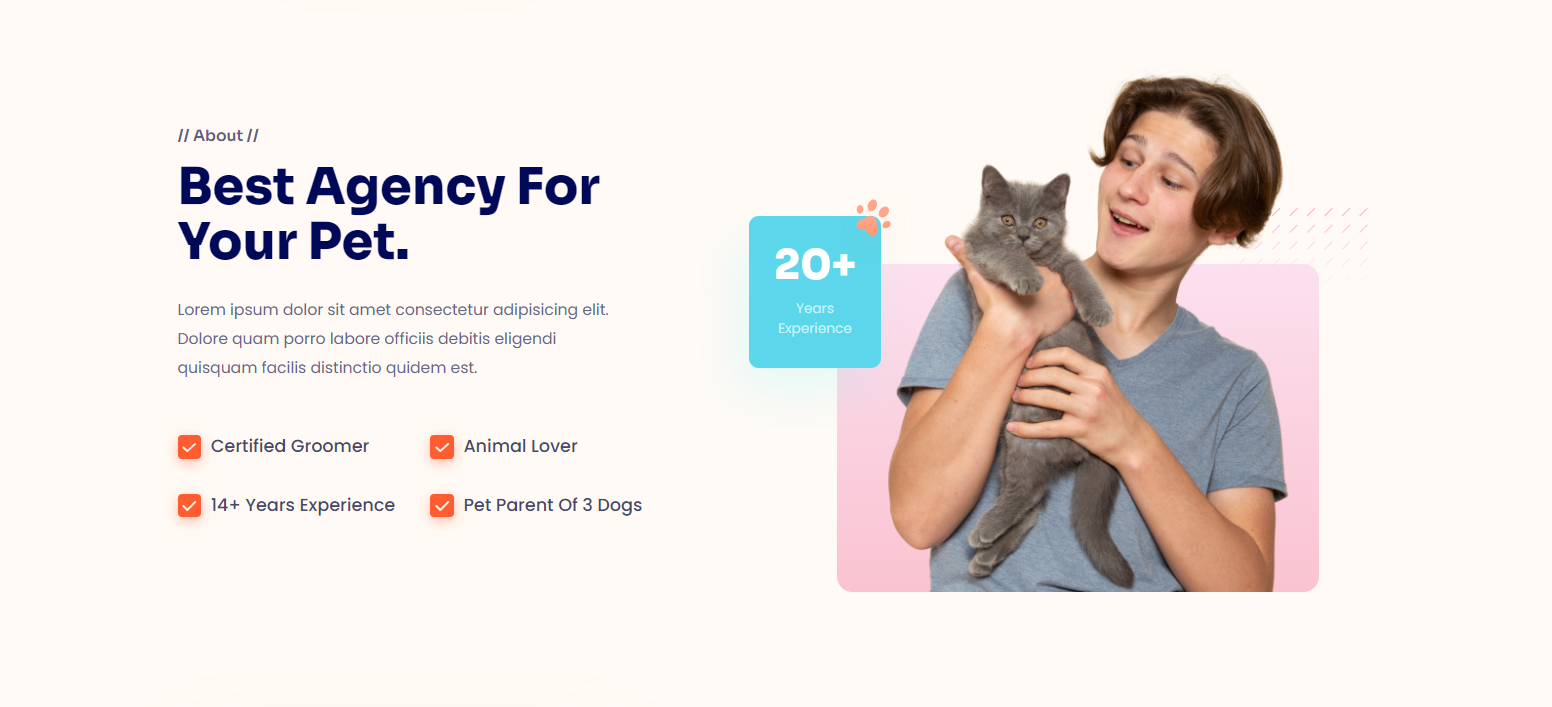 // About //
Best Agency For
Your Pet.
Lorem ipsum dolor sit amet consectetur adipisicing elit.
Dolore quam porro labore officiis debitis eligendi
quisquam facilis distinctio quidem est.
Certified Groomer
Animal Lover
14+ Years Experience
Pet Parent Of 3 Dogs
20+
Years
Experience